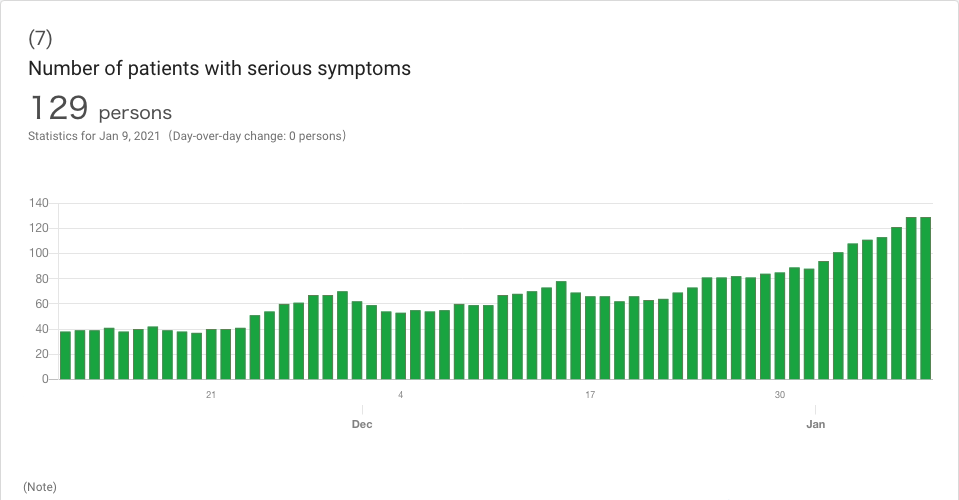 (7)
Number of patients with serious symptoms
129 persons
Statistics for Jan 9, 2021（Day-over-day change: 0 persons）
140
120
100
80
60
40
20
0
21 4 17 30
Dec Jan
(Note)